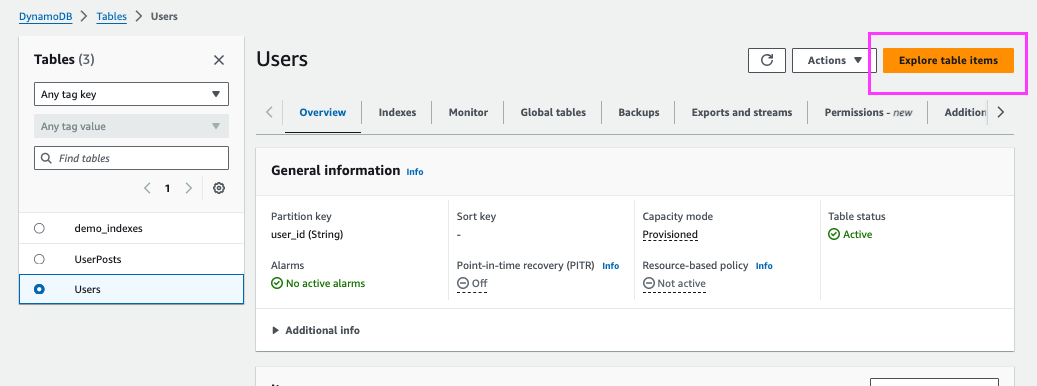 DynamoDB > Tables > Users
Tables (3)
Any tag key
Any tag value
Find tables
1
demo_indexes
UserPosts
Users
Users
Actions
Explore table items
Overview
Indexes
Monitor
Global tables
Backups
Exports and streams
Permissions - new
Addition
General information Info
Partition key
user_id (String)
Sort key
-
Capacity mode
Provisioned
Table status
Active
Alarms
No active alarms
Point-in-time recovery (PITR) Info
Off
Resource-based policy Info
Not active
Additional info